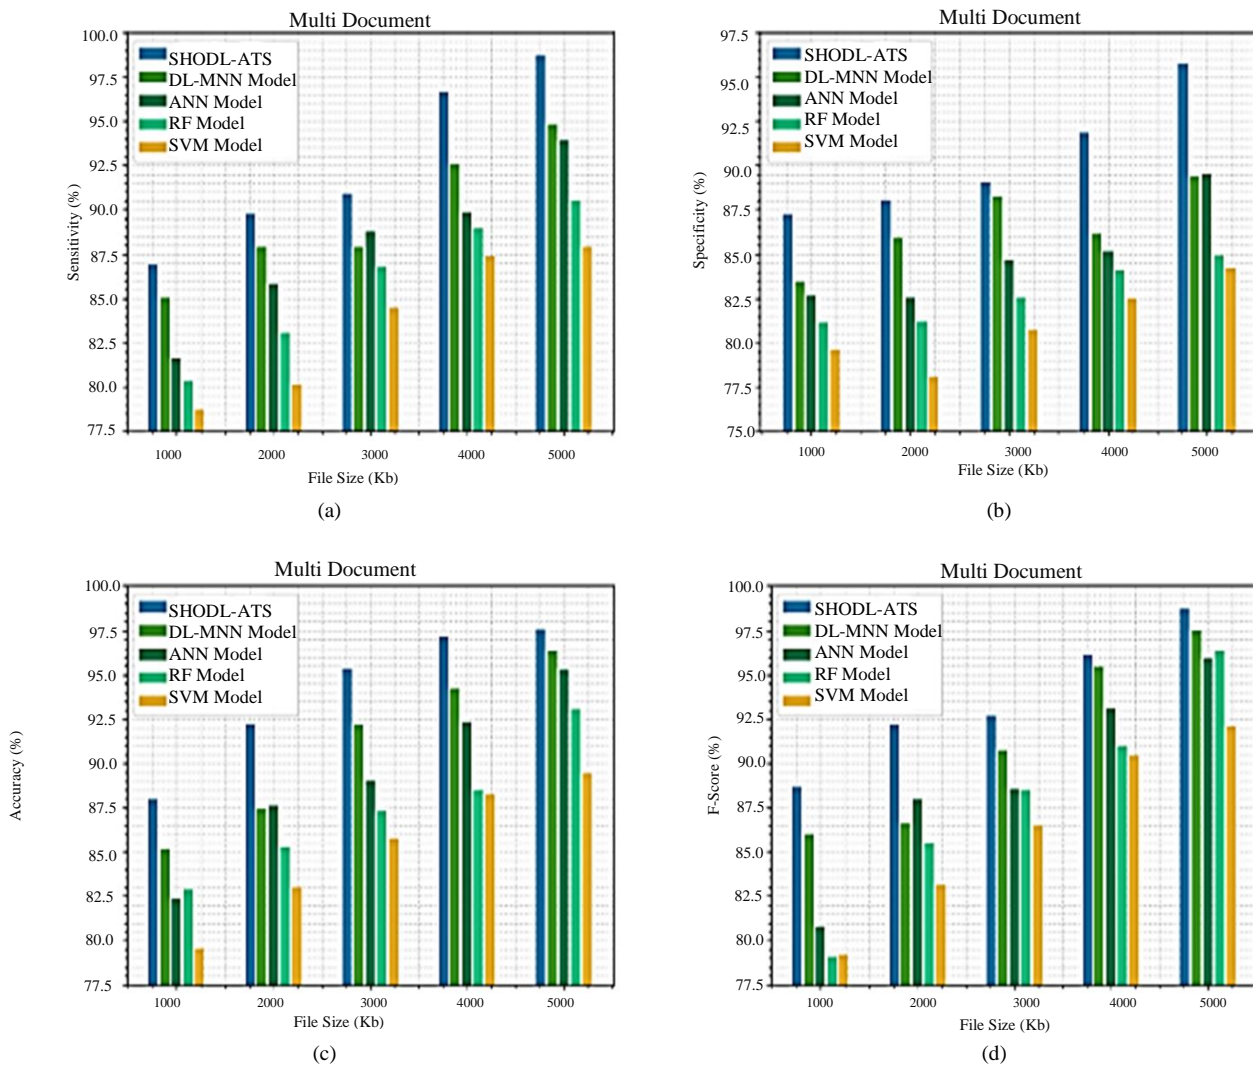 Multi Document
100.0
97.5
95.0
92.5
90.0
87.5
85.0
82.5
80.0
77.5
Sensitivity (%)
SHODL-ATS
DL-MNN Model
ANN Model
RF Model
SVM Model
1000 2000 3000 4000 5000
File Size (Kb)
(a)
Multi Document
97.5
95.0
92.5
90.0
87.5
85.0
82.5
80.0
77.5
75.0
Specificity (%)
SHODL-ATS
DL-MNN Model
ANN Model
RF Model
SVM Model
1000 2000 3000 4000 5000
File Size (Kb)
(b)
Multi Document
100.0
97.5
95.0
92.5
90.0
87.5
85.0
82.5
80.0
77.5
Accuracy (%)
SHODL-ATS
DL-MNN Model
ANN Model
RF Model
SVM Model
1000 2000 3000 4000 5000
File Size (Kb)
(c)
Multi Document
100.0
97.5
95.0
92.5
90.0
87.5
85.0
82.5
80.0
77.5
F-Score (%)
SHODL-ATS
DL-MNN Model
ANN Model
RF Model
SVM Model
1000 2000 3000 4000 5000
File Size (Kb)
(d)